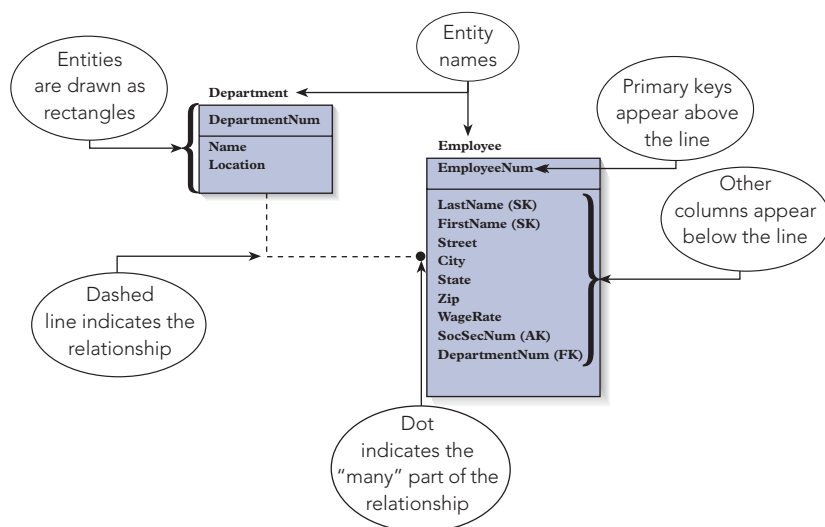 Entity
names
Entities
are drawn as
rectangles
Department
DepartmentNum
Name
Location
Primary keys
appear above
the line
Employee
EmployeeNum
LastName (SK)
FirstName (SK)
Street
City
State
Zip
WageRate
SocSecNum (AK)
DepartmentNum (FK)
Other
columns appear
below the line
Dashed
line indicates the
relationship
Dot
indicates the
“many” part of the
relationship